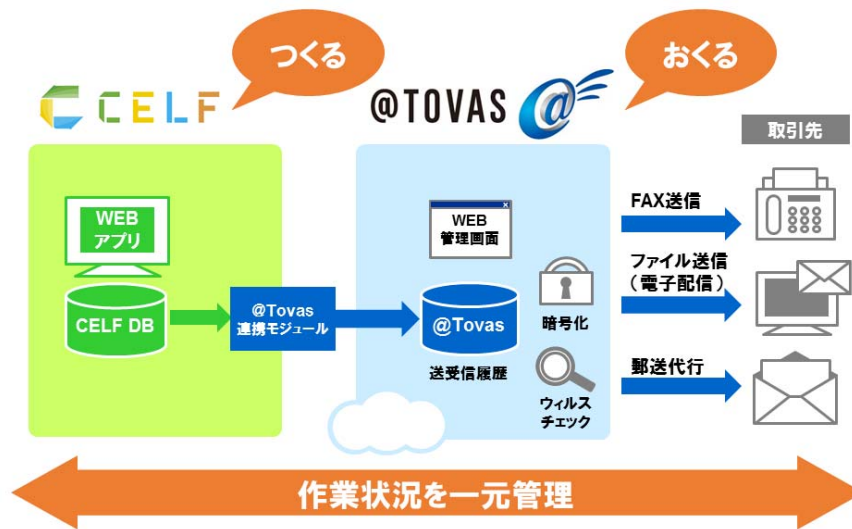 つくる
おくる
CELF
@TOVAS
@
取引先
WEB
アプリ
CELF DB
@Tovas
連携モジュール
WEB
管理画面
@Tovas
送受信履歴
暗号化
ウィルス
チェック
FAX送信
ファイル送信
（電子配信）
郵送代行
作業状況を一元管理